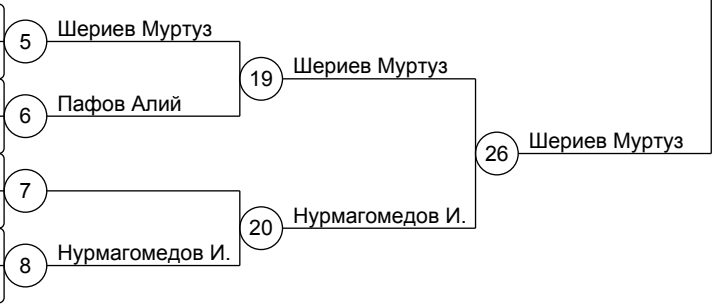 5 Шериев Муртуз
19 Шериев Муртуз
6 Пафов Алий
26 Шериев Муртуз
7
20 Нурмагомедов И.
8 Нурмагомедов И.